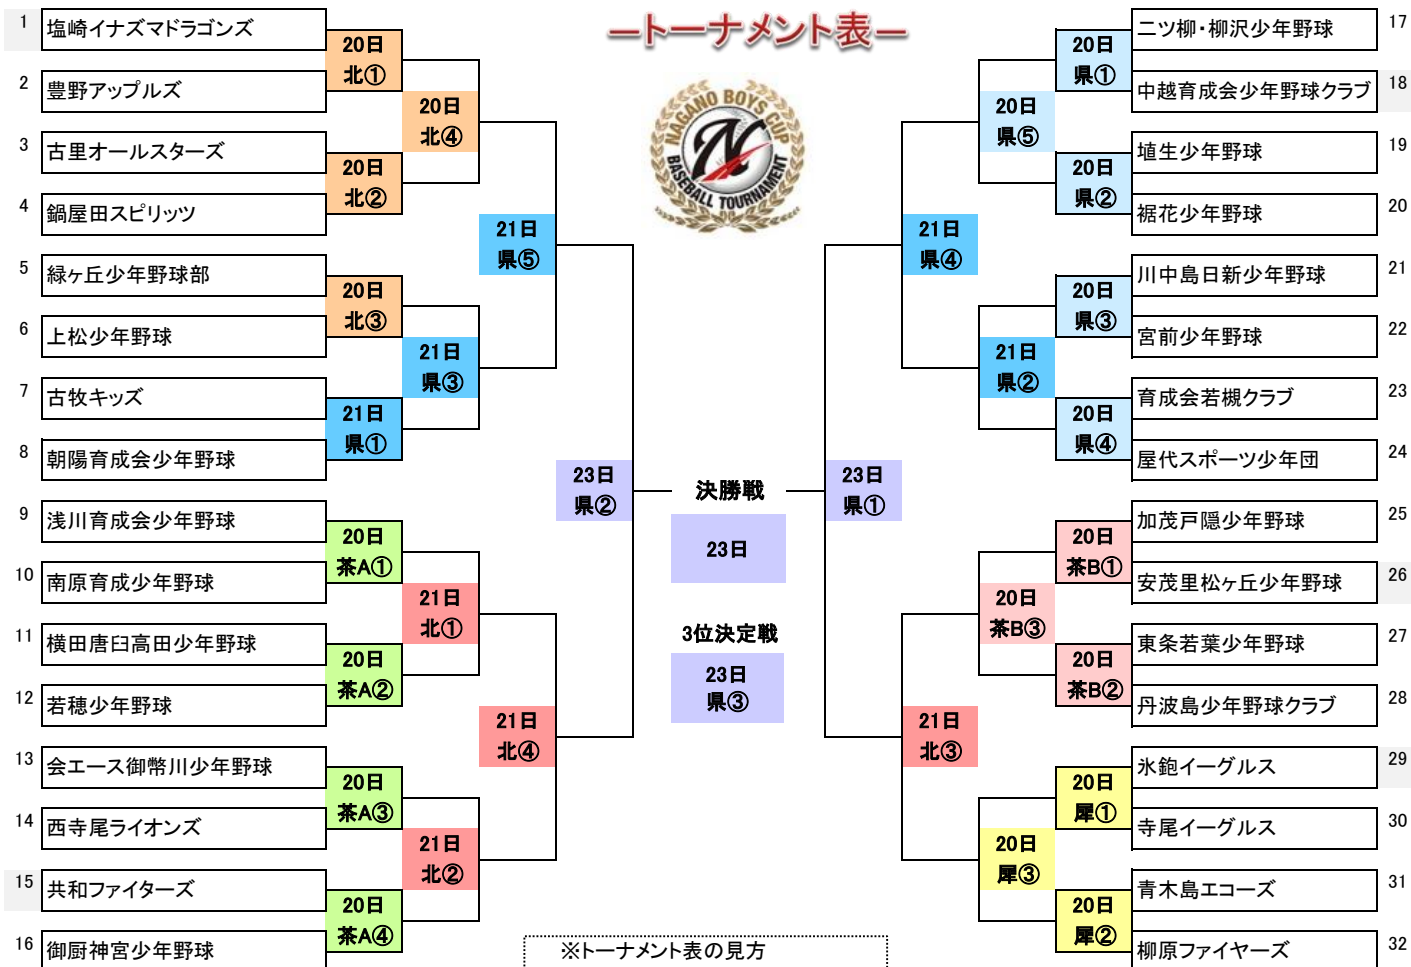 ートーナメント表ー
NAGANO BOYS CUP
N
BASEBALL TOURNAMENT
1 塩崎イナズマドラゴンズ
20日
北①
2 豊野アップルズ
20日
北④
3 古里オールスターズ
20日
北②
4 鍋屋田スピリッツ
21日
県⑤
5 緑ヶ丘少年野球部
20日
北③
6 上松少年野球
21日
県③
7 古牧キッズ
21日
県①
8 朝陽育成会少年野球
23日
県②
9 浅川育成会少年野球
20日
茶A①
10 南原育成少年野球
21日
北①
11 横田唐臼高田少年野球
20日
茶A②
12 若穂少年野球
21日
北④
13 会エース御幣川少年野球
20日
茶A③
14 西寺尾ライオンズ
21日
北②
15 共和ファイターズ
20日
茶A④
16 御厨神宮少年野球
決勝戦
23日
3位決定戦
23日
県③
※トーナメント表の見方
二ツ柳・柳沢少年野球 17
20日
県①
中越育成会少年野球クラブ 18
20日
県⑤
埴生少年野球 19
20日
県②
裾花少年野球 20
21日
県④
川中島日新少年野球 21
20日
県③
宮前少年野球 22
21日
県②
育成会若槻クラブ 23
20日
県④
屋代スポーツ少年団 24
23日
県①
加茂戸隠少年野球 25
20日
茶B①
安茂里松ヶ丘少年野球 26
20日
茶B③
東条若葉少年野球 27
20日
茶B②
丹波島少年野球クラブ 28
21日
北③
氷鉋イーグルス 29
20日
犀①
寺尾イーグルス 30
20日
犀③
青木島エコーズ 31
20日
犀②
柳原ファイヤーズ 32